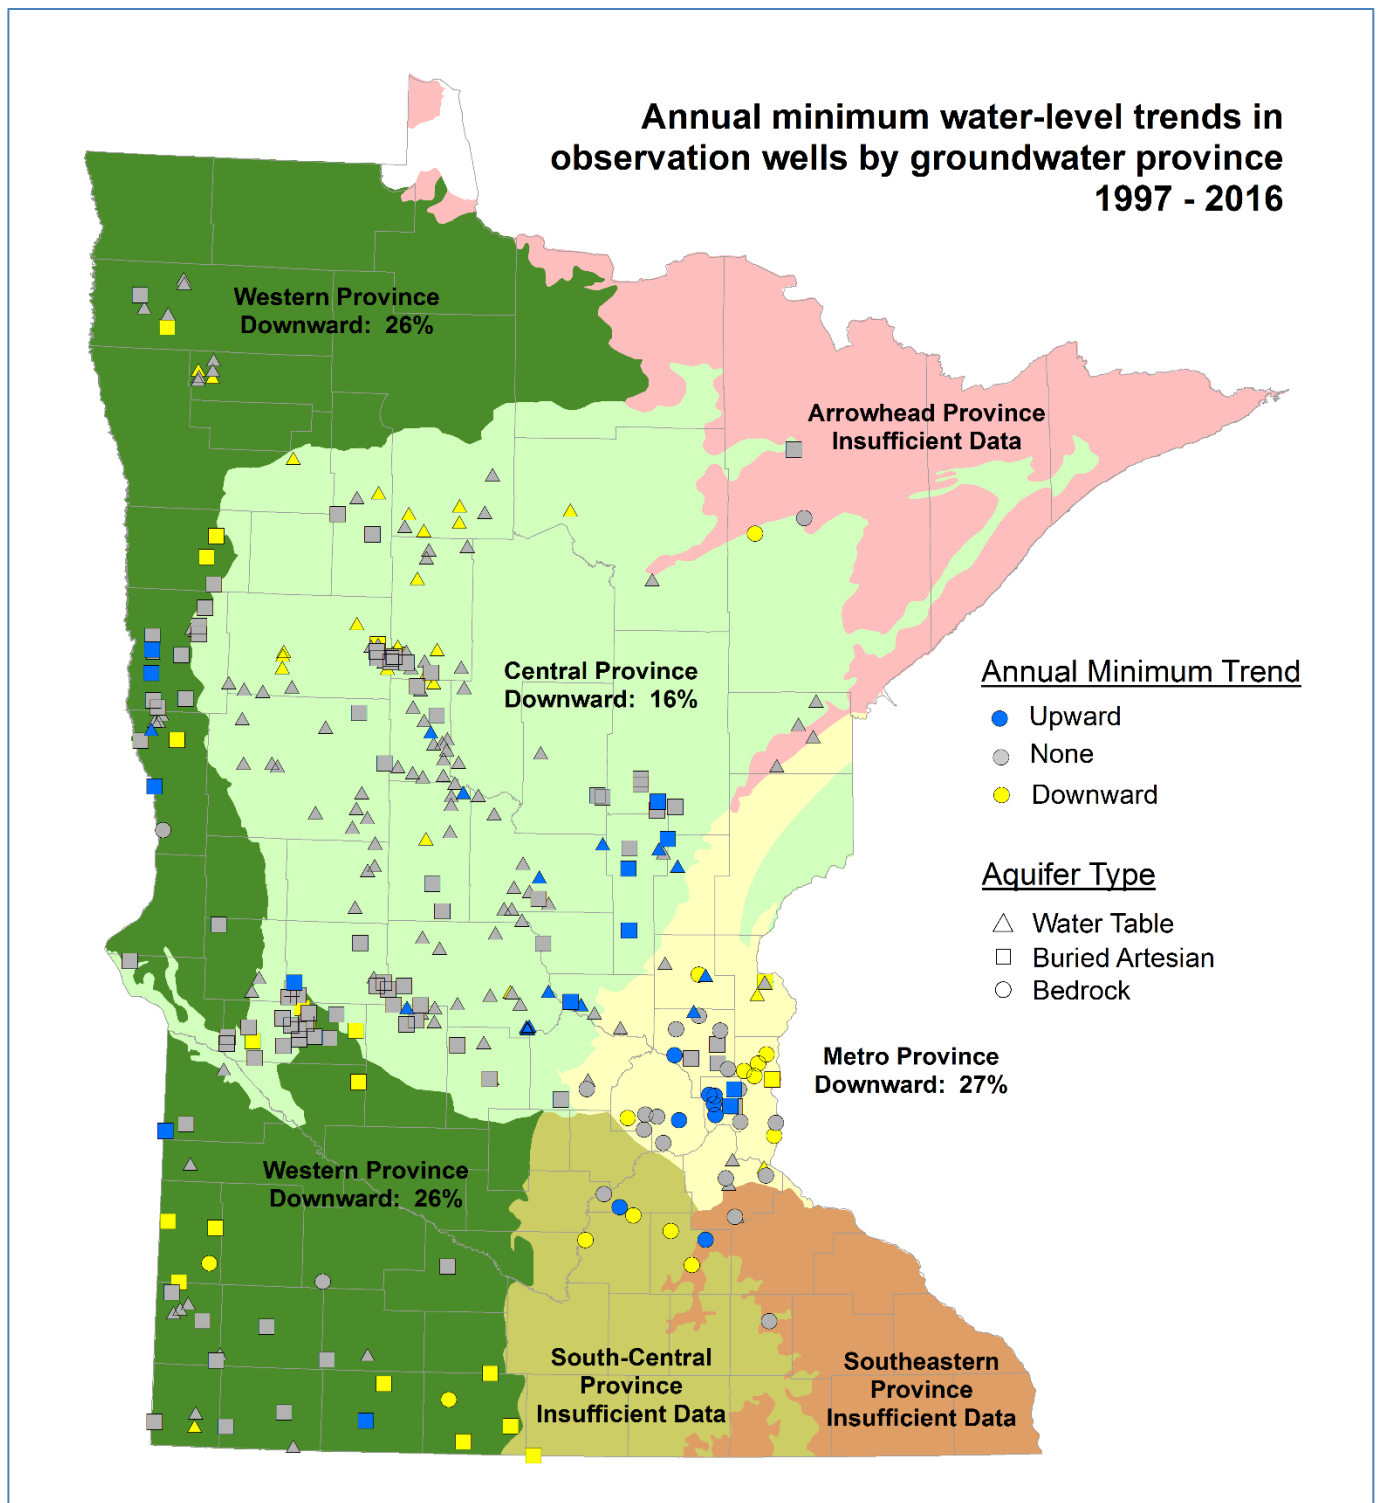 Annual minimum water-level trends in
observation wells by groundwater province
1997 - 2016
Western Province
Downward: 26%
Arrowhead Province
Insufficient Data
Central Province
Downward: 16%
Annual Minimum Trend
Upward
None
Downward
Aquifer Type
Water Table
Buried Artesian
Bedrock
Metro Province
Downward: 27%
Western Province
Downward: 26%
South-Central
Province
Insufficient Data
Southeastern
Province
Insufficient Data